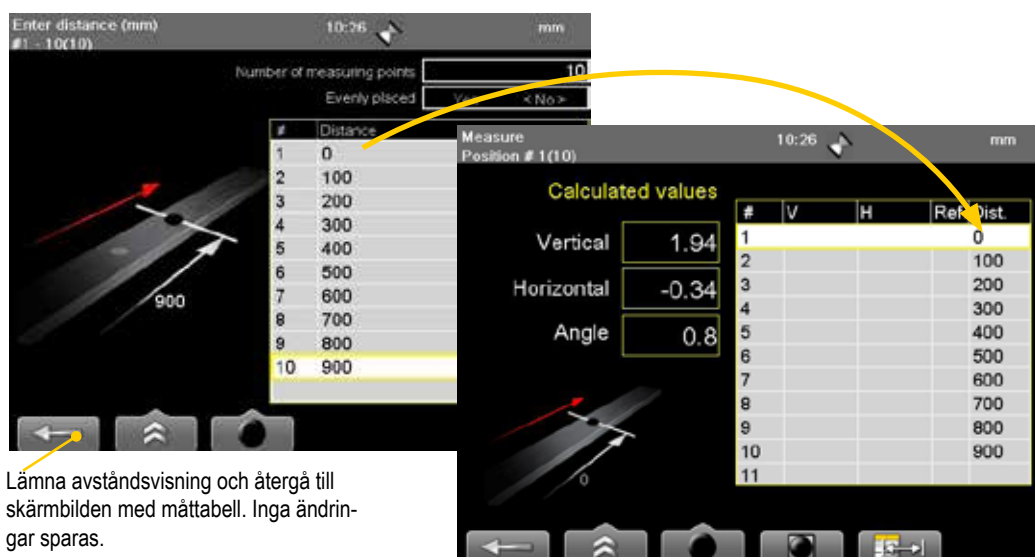 Enter distance (mm) 10:26 mm
#1 - 10(10)
Number of measuring points 10
Evenly placed Yes <No>
# Distance
1 0
2 100
3 200
4 300
5 400
6 500
7 600
8 700
9 800
10 900
900
Lämna avståndsvisning och återgå till
skärmbilden med måttabell. Inga ändrin-
gar sparas.
Measure 10:26 mm
Position # 1(10)
Calculated values
Vertical 1.94
Horizontal -0.34
Angle 0.8
# V H Ref Dist.
1 0
2 100
3 200
4 300
5 400
6 500
7 600
8 700
9 800
10 900
11
0